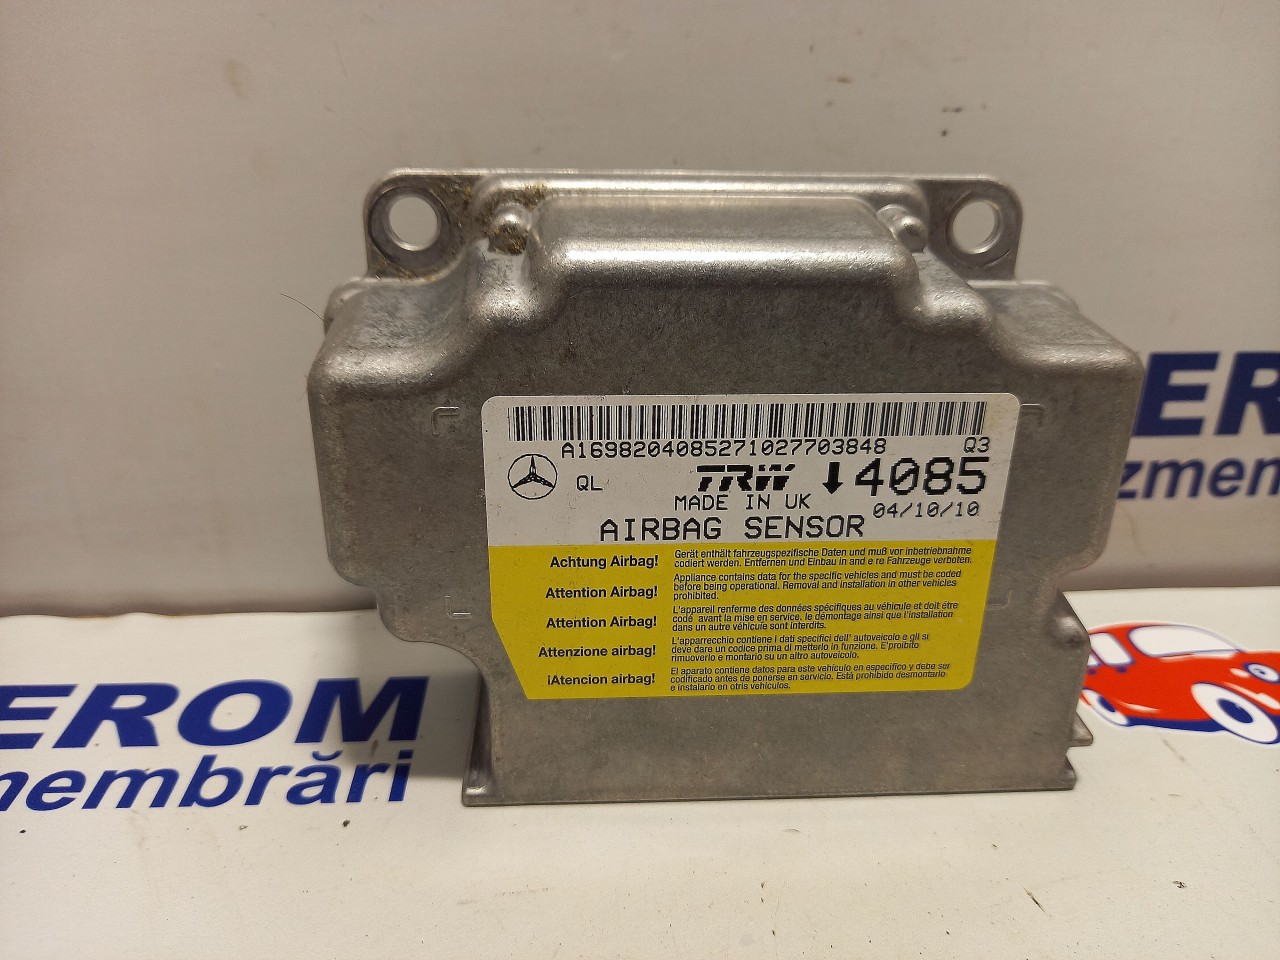 A1698204085271027703848 Q3
QL TRW 4085
MADE IN UK 04/10/10
AIRBAG SENSOR
Achtung Airbag! Gerät enthält fahrzeugspezifische Daten und muß vor inbetriebnahme
codiert werden. Entfernen und Einbau in and e re Fahrzeuge verboten.
Attention Airbag! Appliance contains data for the specific vehicles and must be coded
before being operational. Removal and installation in other vehicles
prohibited.
Attention Airbag! L'appareil renferme des données spécifiques au véhicule et doit être
codé avant la mise en service. le démontage ainsi que l'installation
dans un autre véhicule sont interdits.
Attenzione airbag! L'apparecchio contiene I dati specifici dell' autoveicolo e gli si
deve dare un codice prima di metterlo in funzione. E'proibito
rimuoverlo e montario su un altro autoveicolo.
¡Atencion airbag! El aparato contiene datos para este vehículo en específico y debe sur
codificado antes de ponerse en servicio. Está prohibido desmontario
e instalario en otris vehículos.
EROM
membrări
ER
zmem